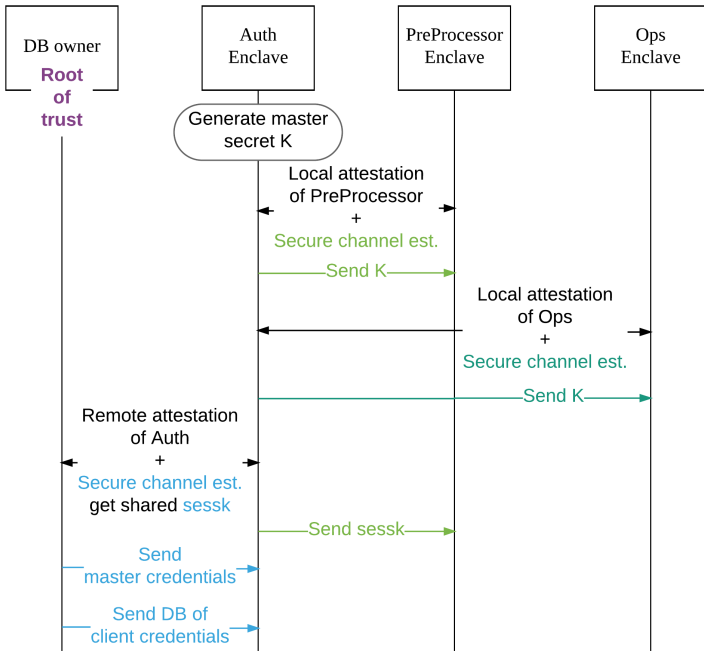 DB owner
Root
of
trust
Auth
Enclave
PreProcessor
Enclave
Ops
Enclave
Generate master
secret K
Local attestation
of PreProcessor
+
Secure channel est.
Send K
Local attestation
of Ops
+
Secure channel est.
Send K
Remote attestation
of Auth
+
Secure channel est.
get shared sessk
Send sessk
Send
master credentials
Send DB of
client credentials